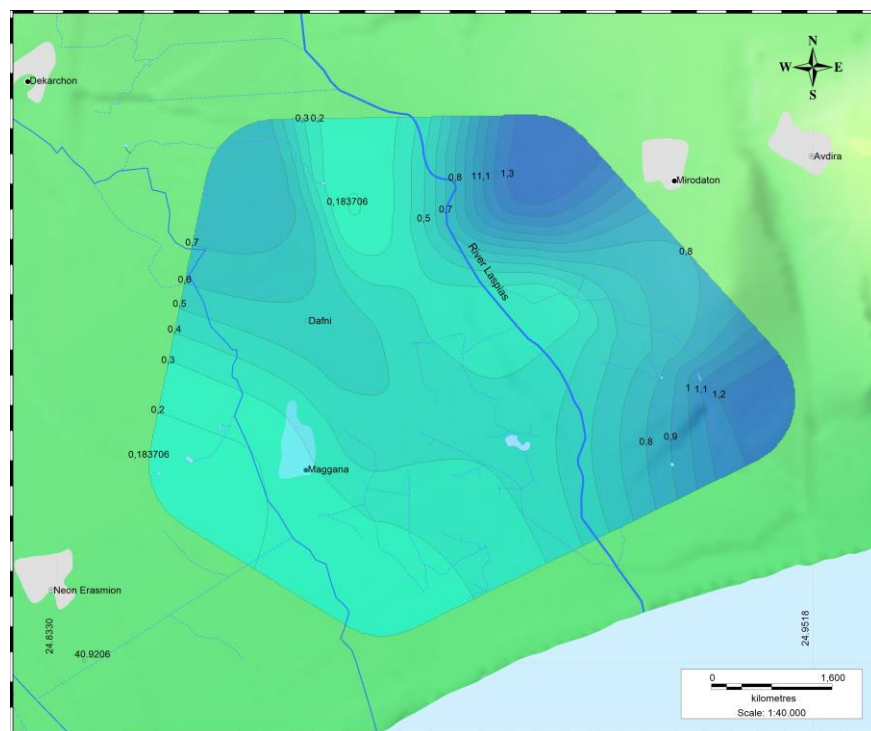 N
W E
S
Dekarchon
0,3 0,2
Avdira
Mirodaton
0,8 11,1 1,3
0,183706
0,5 0,7
0,7
River Laspias
0,8
0,6
0,5
Dafni
0,4
0,3
1 1,1 1,2
0,2
0,8 0,9
0,183706
Maggana
Neon Erasmion
24.8330
24.9518
40.9206
0 1,600
kilometres
Scale: 1:40.000